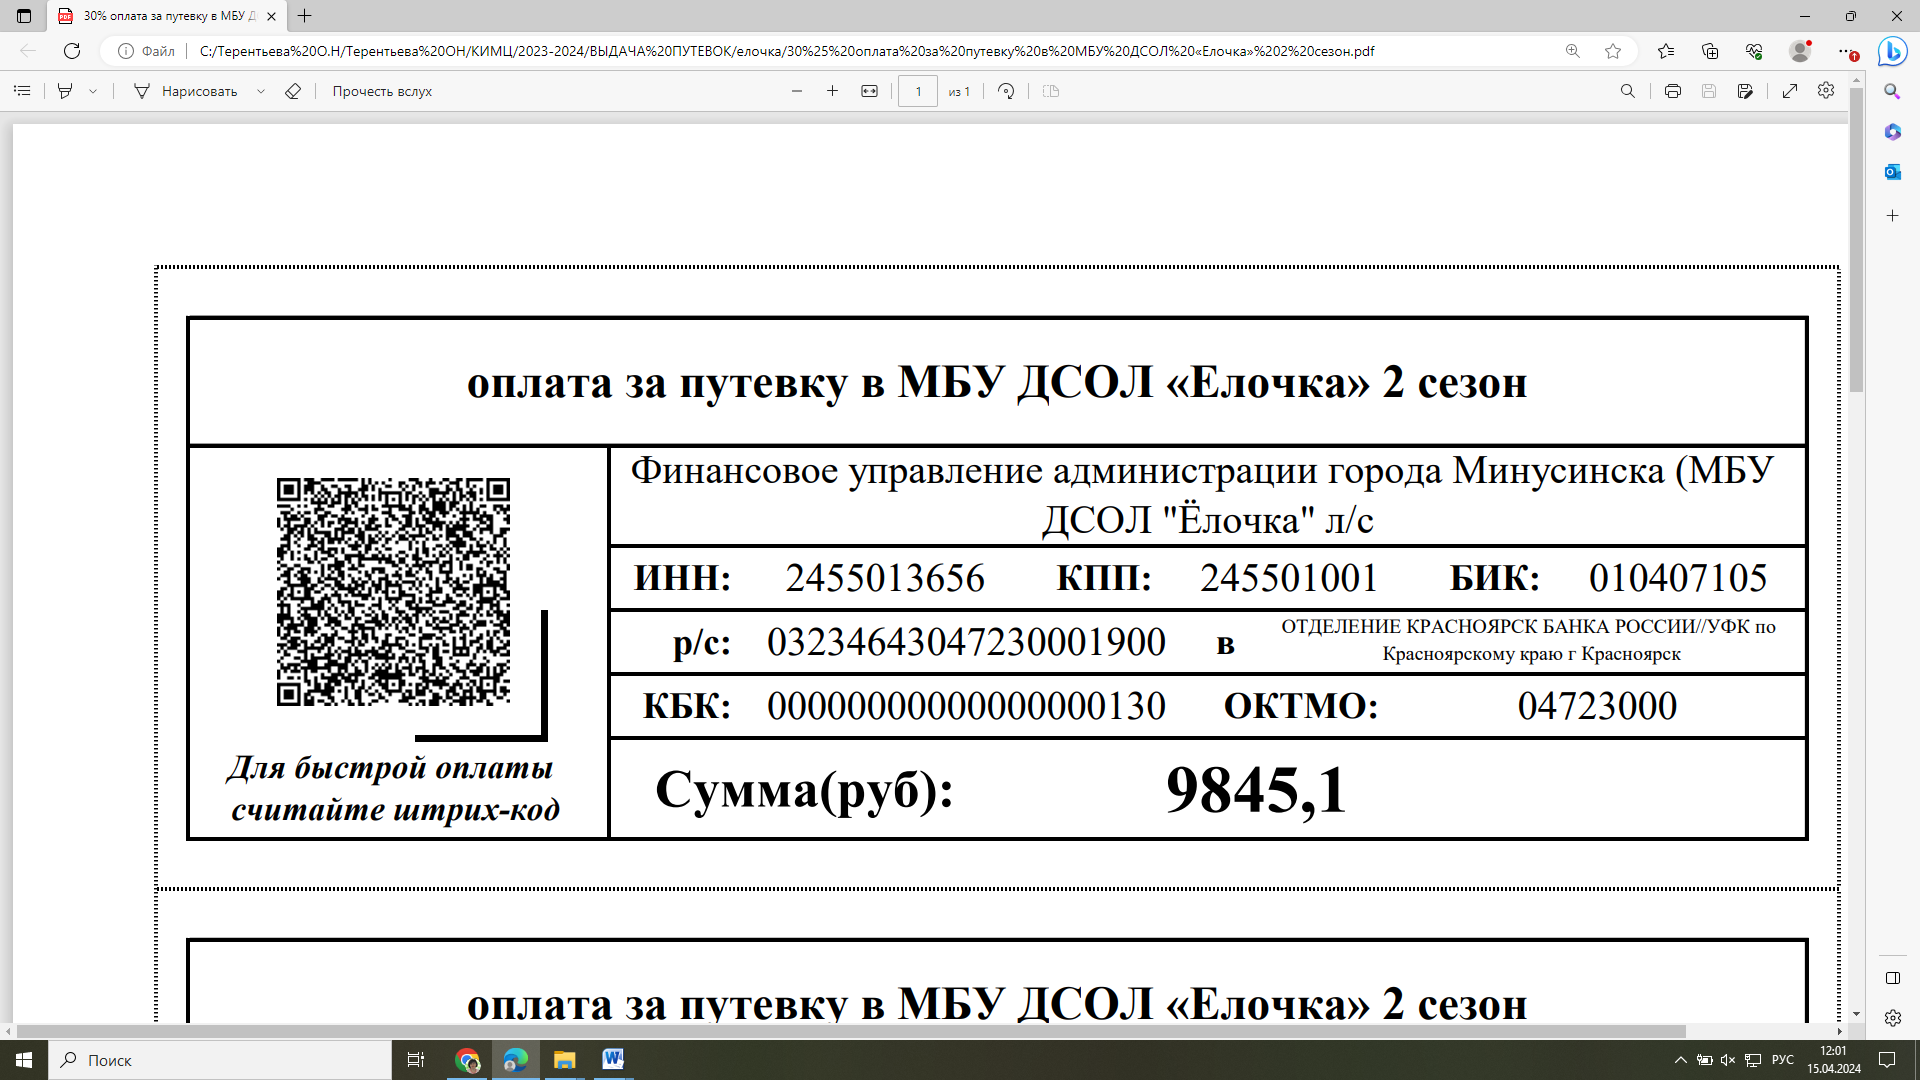 30% оплата за путевку в МБУ Д
Файл
C:/Терентьева%20О.Н/Терентьева%20ОН/КИМЦ/2023-2024/ВЫДАЧА%20ПУТЕВОК/елочка/30%25%20оплата%20за%20путевку%20в%20МБУ%20ДСОЛ%20«Елочка»%202%20сезон.pdf
Нарисовать
Прочесть вслух
1
из 1
оплата за путевку в МБУ ДСОЛ «Елочка» 2 сезон
Финансовое управление администрации города Минусинска (МБУ
ДСОЛ "Ёлочка" л/с
ИНН: 2455013656 КПП: 245501001 БИК: 010407105
р/с: 03234643047230001900 в ОТДЕЛЕНИЕ КРАСНОЯРСК БАНКА РОССИИ//УФК по
Красноярскому краю г Красноярск
КБК: 00000000000000000130 ОКТМО: 04723000
Для быстрой оплаты
считайте штрих-код
Сумма(руб): 9845,1
оплата за путевку в МБУ ДСОЛ «Елочка» 2 сезон
Поиск
РУС
12:01
15.04.2024